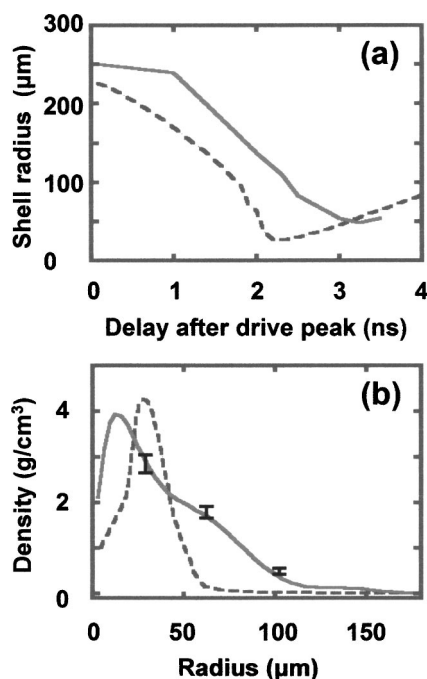 300
(a)
200
100
0
Shell radius (μm)
0 1 2 3 4
Delay after drive peak (ns)
(b)
4
2
0
Density (g/cm³)
0 50 100 150
Radius (μm)